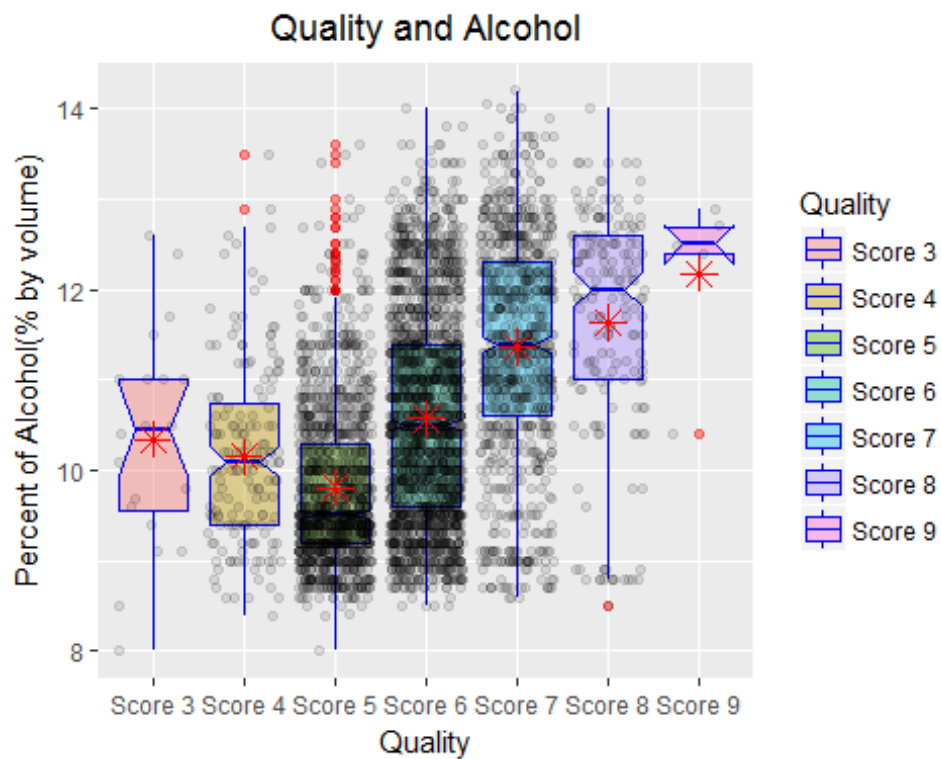 Quality and Alcohol
Percent of Alcohol(% by volume)
14
12
10
8
Score 3 Score 4 Score 5 Score 6 Score 7 Score 8 Score 9
Quality
Quality
Score 3
Score 4
Score 5
Score 6
Score 7
Score 8
Score 9